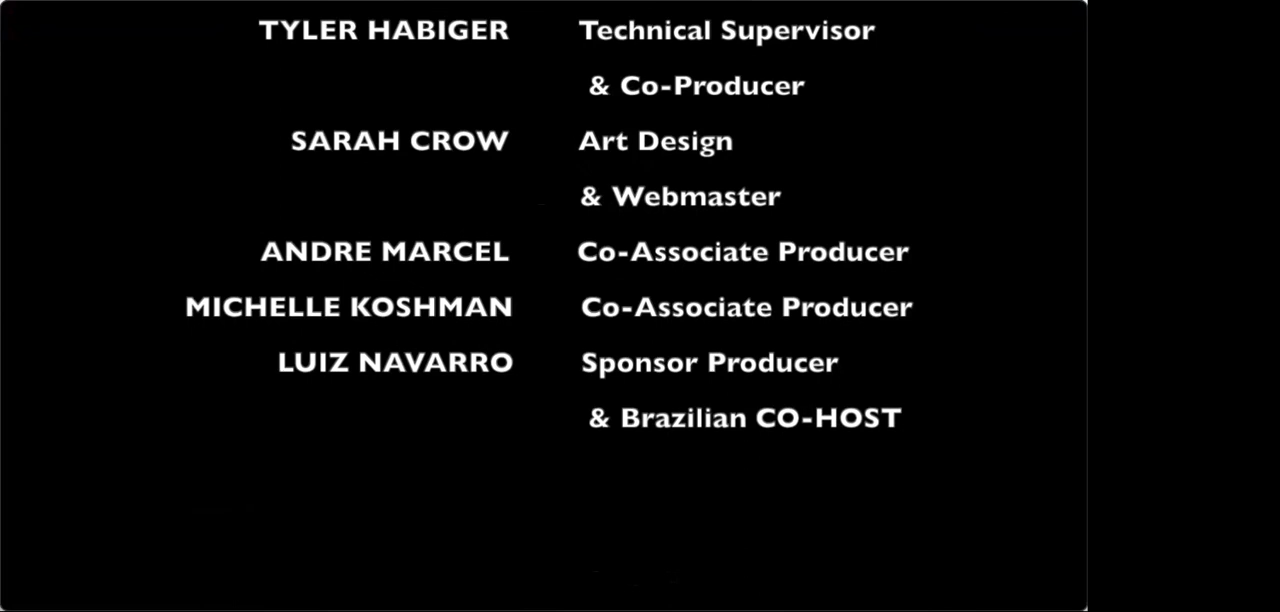 TYLER HABIGER Technical Supervisor
& Co-Producer
SARAH CROW Art Design
& Webmaster
ANDRE MARCEL Co-Associate Producer
MICHELLE KOSHMAN Co-Associate Producer
LUIZ NAVARRO Sponsor Producer
& Brazilian CO-HOST